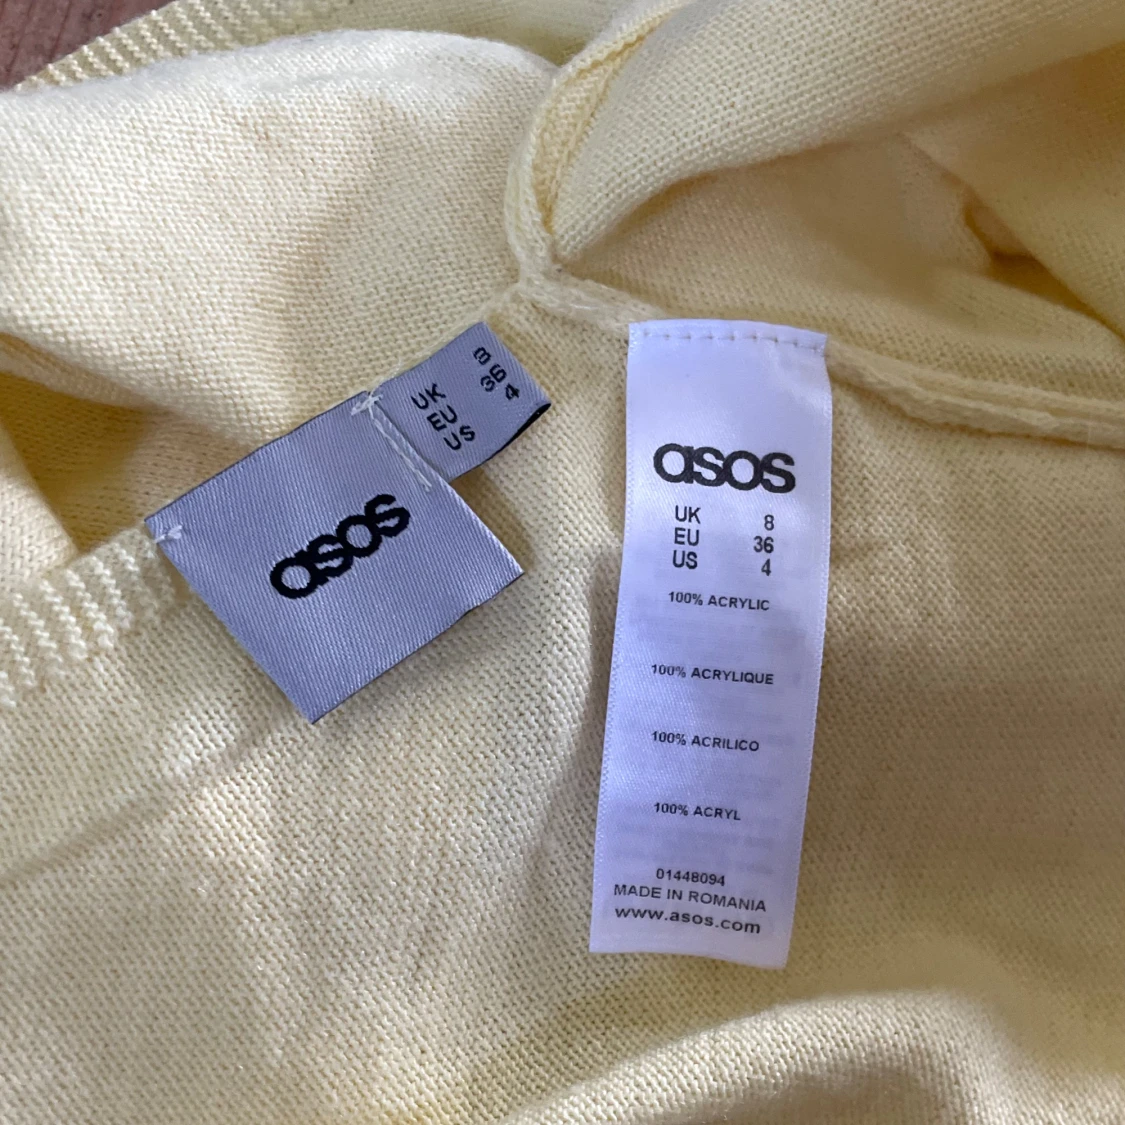 UK 8
EU 36
US 4
asos
asos
UK 8
EU 36
US 4
100% ACRYLIC
100% ACRYLIQUE
100% ACRILICO
100% ACRYL
01448094
MADE IN ROMANIA
www.asos.com